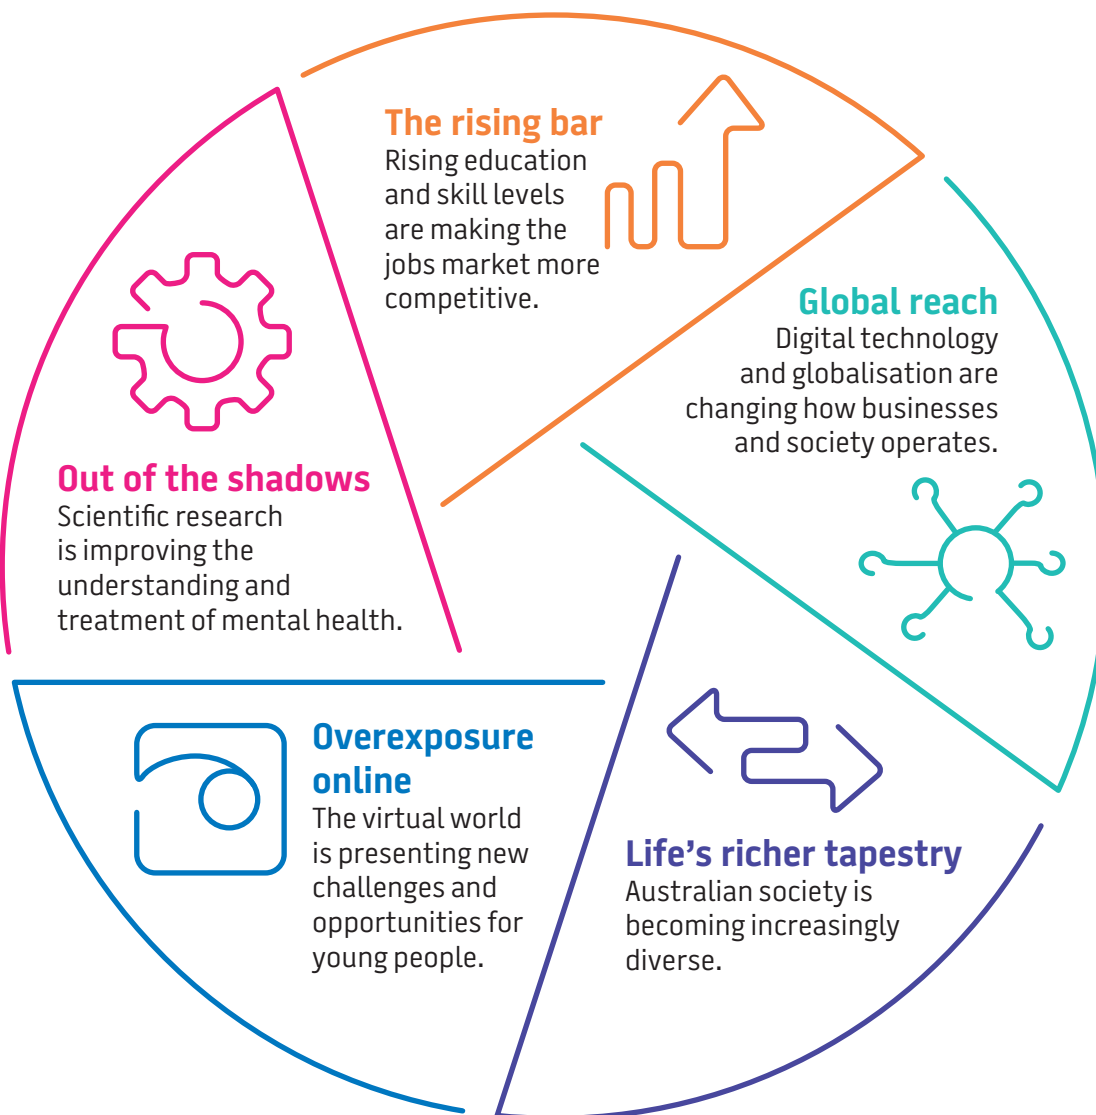 The rising bar
Rising education
and skill levels
are making the
jobs market more
competitive.
Global reach
Digital technology
and globalisation are
changing how businesses
and society operates.
Out of the shadows
Scientific research
is improving the
understanding and
treatment of mental health.
Overexposure
online
The virtual world
is presenting new
challenges and
opportunities for
young people.
Life’s richer tapestry
Australian society is
becoming increasingly
diverse.